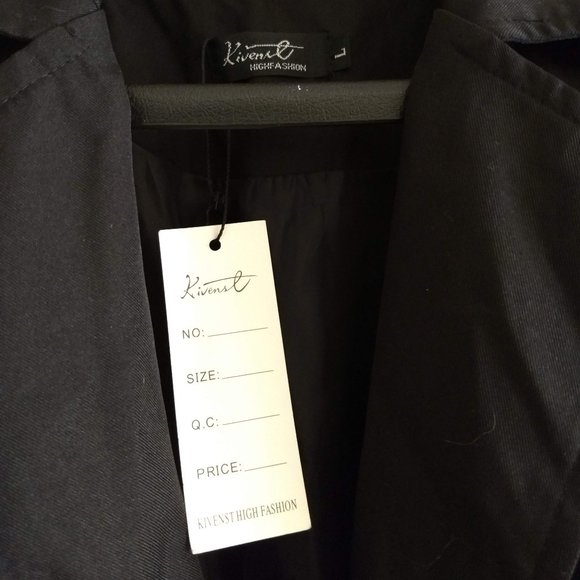 Kivenst
HIGHFASHION
L
Kivenst
NO:
SIZE:
Q.C:
PRICE:
KIVENST HIGH FASHION